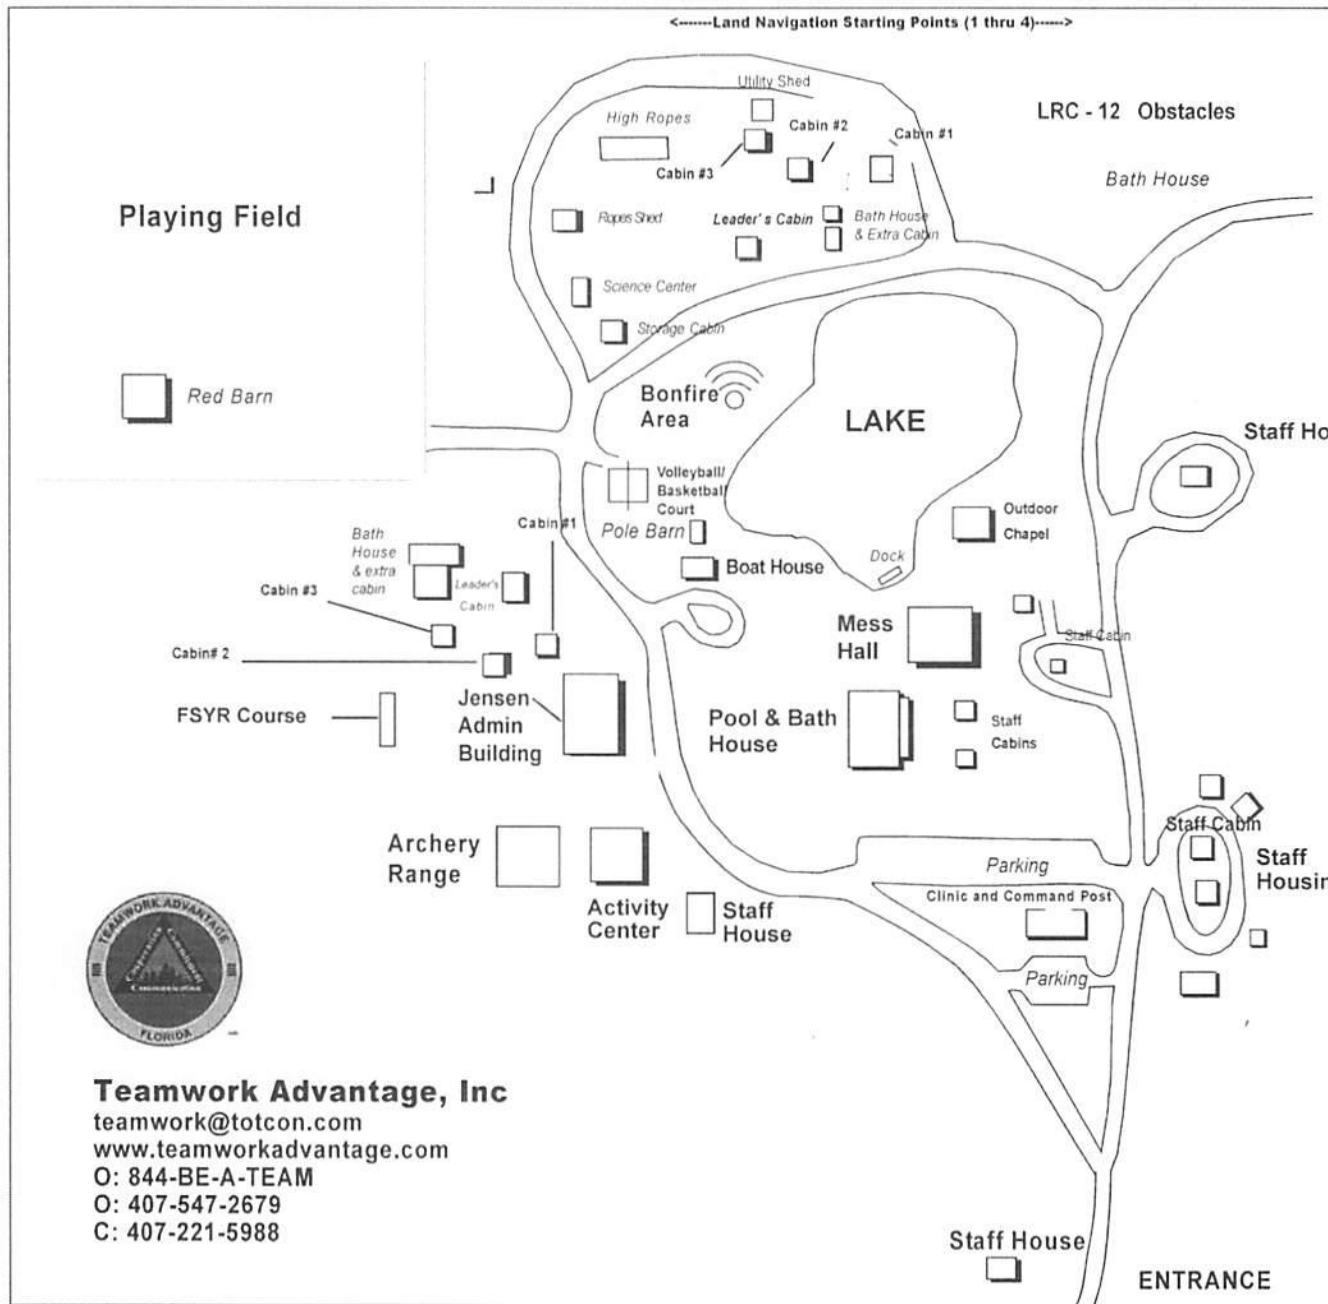 <-------Land Navigation Starting Points (1 thru 4)------>
Utility Shed
High Ropes
Cabin #2
Cabin #1
Cabin #3
LRC - 12 Obstacles
Bath House
Playing Field
Ropes Shed
Leader's Cabin
Bath House
& Extra Cabin
Science Center
Storage Cabin
Red Barn
Bonfire
Area
LAKE
Staff Ho
Volleyball/
Basketball
Court
Cabin #1
Pole Barn
Outdoor
Chapel
Bath
House
& extra
cabin
Dock
Boat House
Leader's
Cabin
Cabin #3
Mess
Hall
Staff Cabin
Cabin# 2
Jensen
Admin
Building
FSYR Course
Pool & Bath
House
Staff
Cabins
Staff Cabin
Archery
Range
Parking
Staff
Housin
Clinic and Command Post
Activity
Center
Staff
House
Parking
TEAMWORK ADVANTAGE
Communication
FLORIDA
Teamwork Advantage, Inc
teamwork@totcon.com
www.teamworkadvantage.com
O: 844-BE-A-TEAM
O: 407-547-2679
C: 407-221-5988
Staff House
ENTRANCE